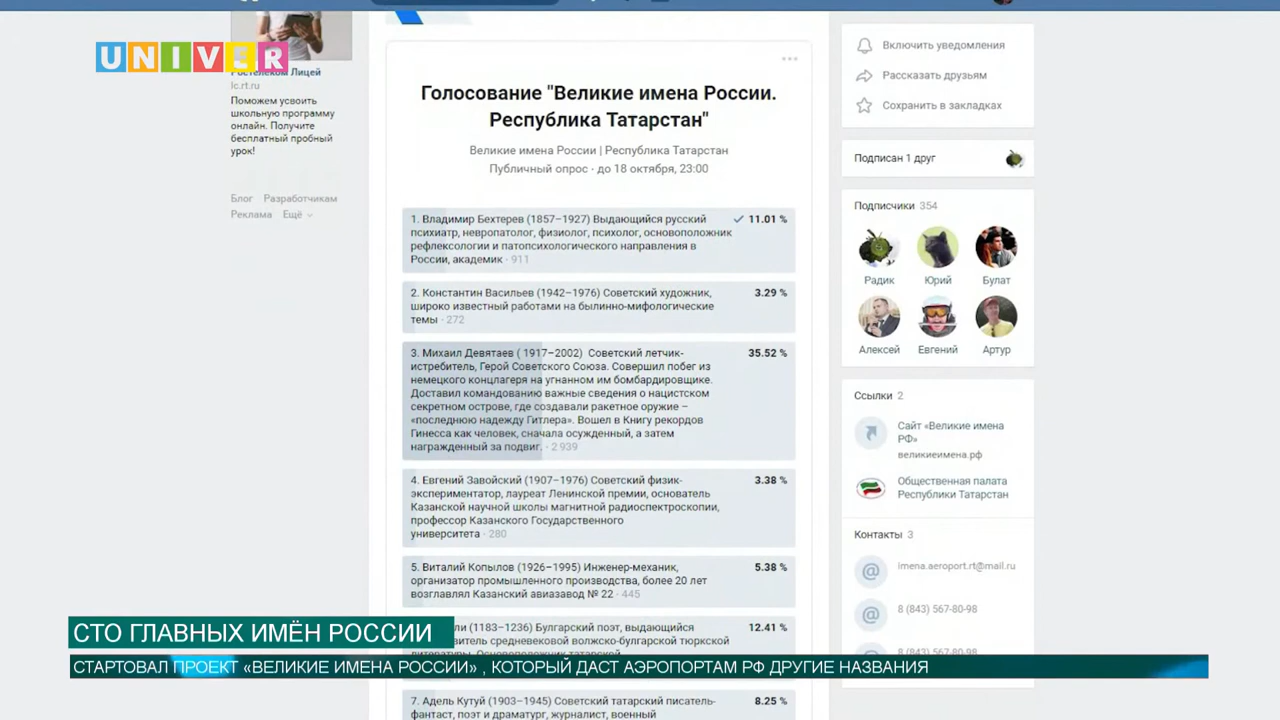 UNIVER
Ростелеком Лицей
lc.rt.ru
Поможем усвоить
школьную программу
онлайн. Получите
бесплатный пробный
урок!
Блог Разработчикам
Реклама Ещё
Голосование "Великие имена России.
Республика Татарстан"
Великие имена России | Республика Татарстан
Публичный опрос · до 18 октября, 23:00
1. Владимир Бехтерев (1857–1927) Выдающийся русский 11.01 %
психиатр, невропатолог, физиолог, психолог, основоположник
рефлексологии и патопсихологического направления в
России, академик · 911
2. Константин Васильев (1942–1976) Советский художник, 3.29 %
широко известный работами на былинно-мифологические
темы · 272
3. Михаил Девятаев ( 1917–2002) Советский летчик- 35.52 %
истребитель, Герой Советского Союза. Совершил побег из
немецкого концлагеря на угнанном им бомбардировщике.
Доставил командованию важные сведения о нацистском
секретном острове, где создавали ракетное оружие –
«последнюю надежду Гитлера». Вошел в Книгу рекордов
Гинесса как человек, сначала осужденный, а затем
награжденный за подвиг. · 2 939
4. Евгений Завойский (1907–1976) Советский физик- 3.38 %
экспериментатор, лауреат Ленинской премии, основатель
Казанской научной школы магнитной радиоспектроскопии,
профессор Казанского Государственного
университета · 280
5. Виталий Копылов (1926–1995) Инженер-механик, 5.38 %
организатор промышленного производства, более 20 лет
возглавлял Казанский авиазавод № 22 · 445
(1183–1236) Булгарский поэт, выдающийся 12.41 %
средневековой волжско-булгарской тюркской
литературы. Основоположник татарской
7. Адель Кутуй (1903–1945) Советский татарский писатель- 8.25 %
фантаст, поэт и драматург, журналист, военный
Включить уведомления
Рассказать друзьям
Сохранить в закладках
Подписан 1 друг
Подписчики 354
Радик Юрий Булат
Алексей Евгений Артур
Ссылки 2
Сайт «Великие имена
РФ»
великиеимена.рф
Общественная палата
Республики Татарстан
Контакты 3
imena.aeroport.rt@mail.ru
8 (843) 567-80-98
8 (843) 567-80-98
СТО ГЛАВНЫХ ИМЁН РОССИИ
СТАРТОВАЛ ПРОЕКТ «ВЕЛИКИЕ ИМЕНА РОССИИ» , КОТОРЫЙ ДАСТ АЭРОПОРТАМ РФ ДРУГИЕ НАЗВАНИЯ